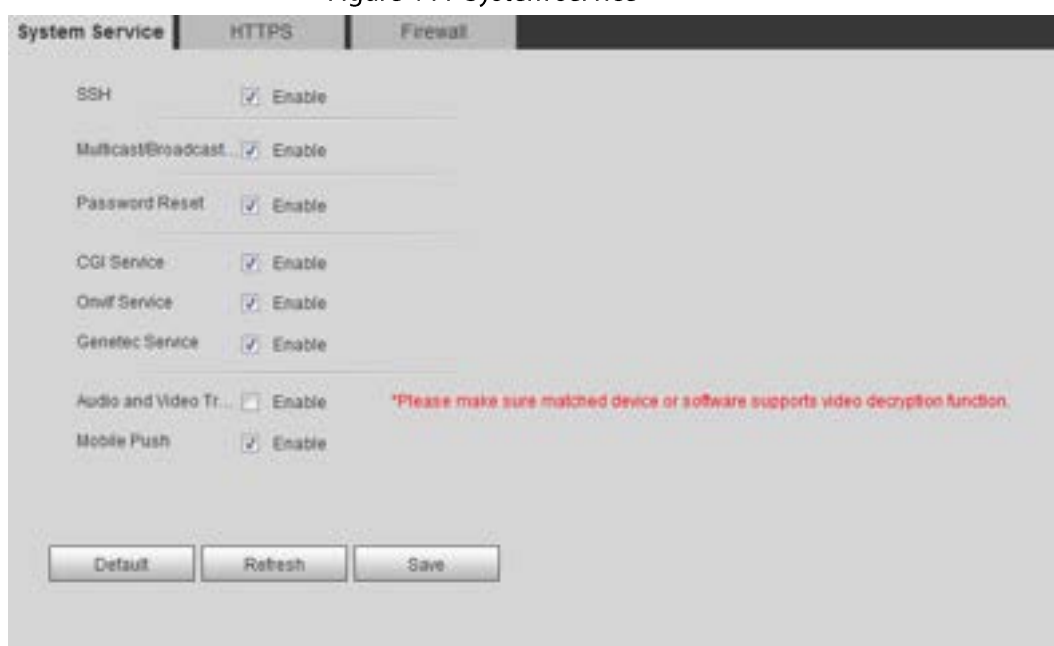 System Service HTTPS Firewall
SSH Enable
Multicast/Broadcast... Enable
Password Reset Enable
CGI Service Enable
Onvif Service Enable
Genetec Service Enable
Audio and Video Tr... Enable *Please make sure matched device or software supports video decryption function.
Mobile Push Enable
Default Refresh Save